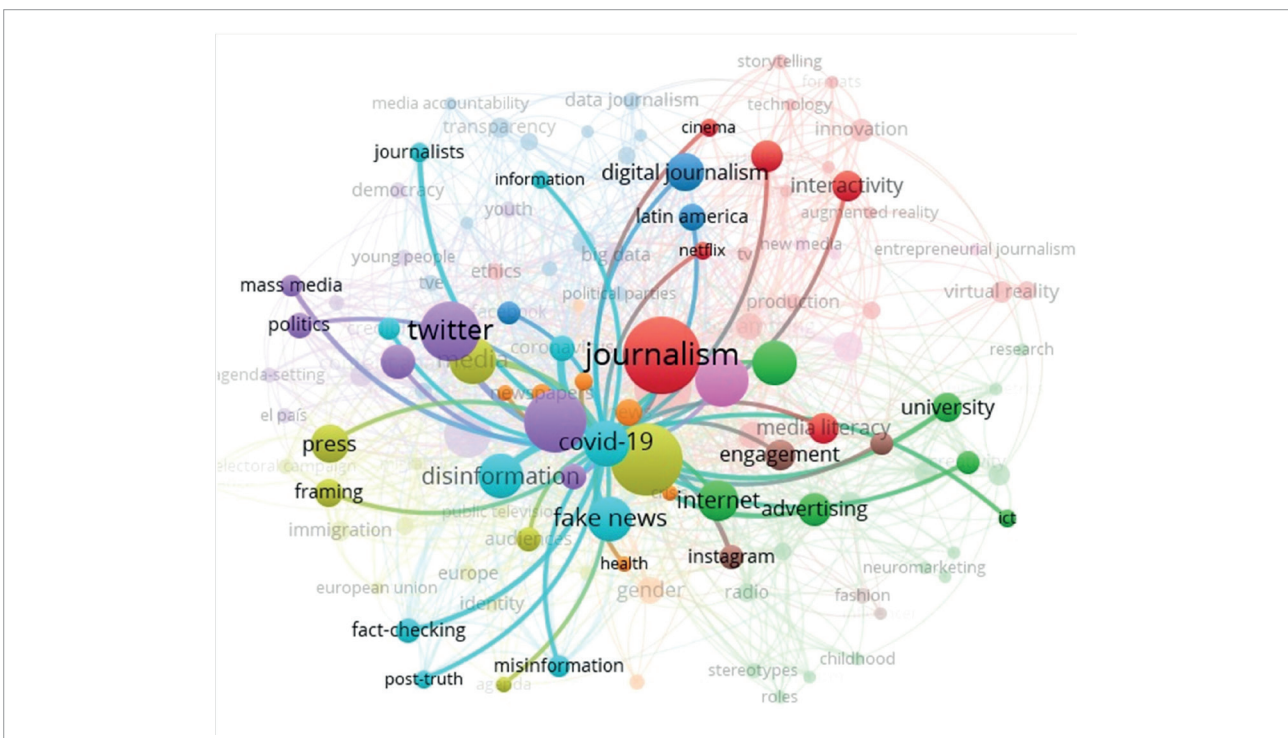 storytelling
formats
media accountability
data journalism
technology
transparency
cinema
innovation
journalists
information
digital journalism
interactivity
democracy
youth
latin america
augmented reality
young people
ethics
big data
netflix
tv
new media
entrepreneurial journalism
tve
mass media
political parties
production
virtual reality
politics
twitter
facebook
coronavirus
journalism
research
media
agenda-setting
newspapers
el país
university
press
covid-19
media literacy
engagement
electoral campaign
disinformation
framing
internet
advertising
public television
fake news
ict
immigration
audiences
health
instagram
europe
neuromarketing
european union
gender
radio
fashion
identity
fact-checking
misinformation
childhood
post-truth
agenda
stereotypes
roles